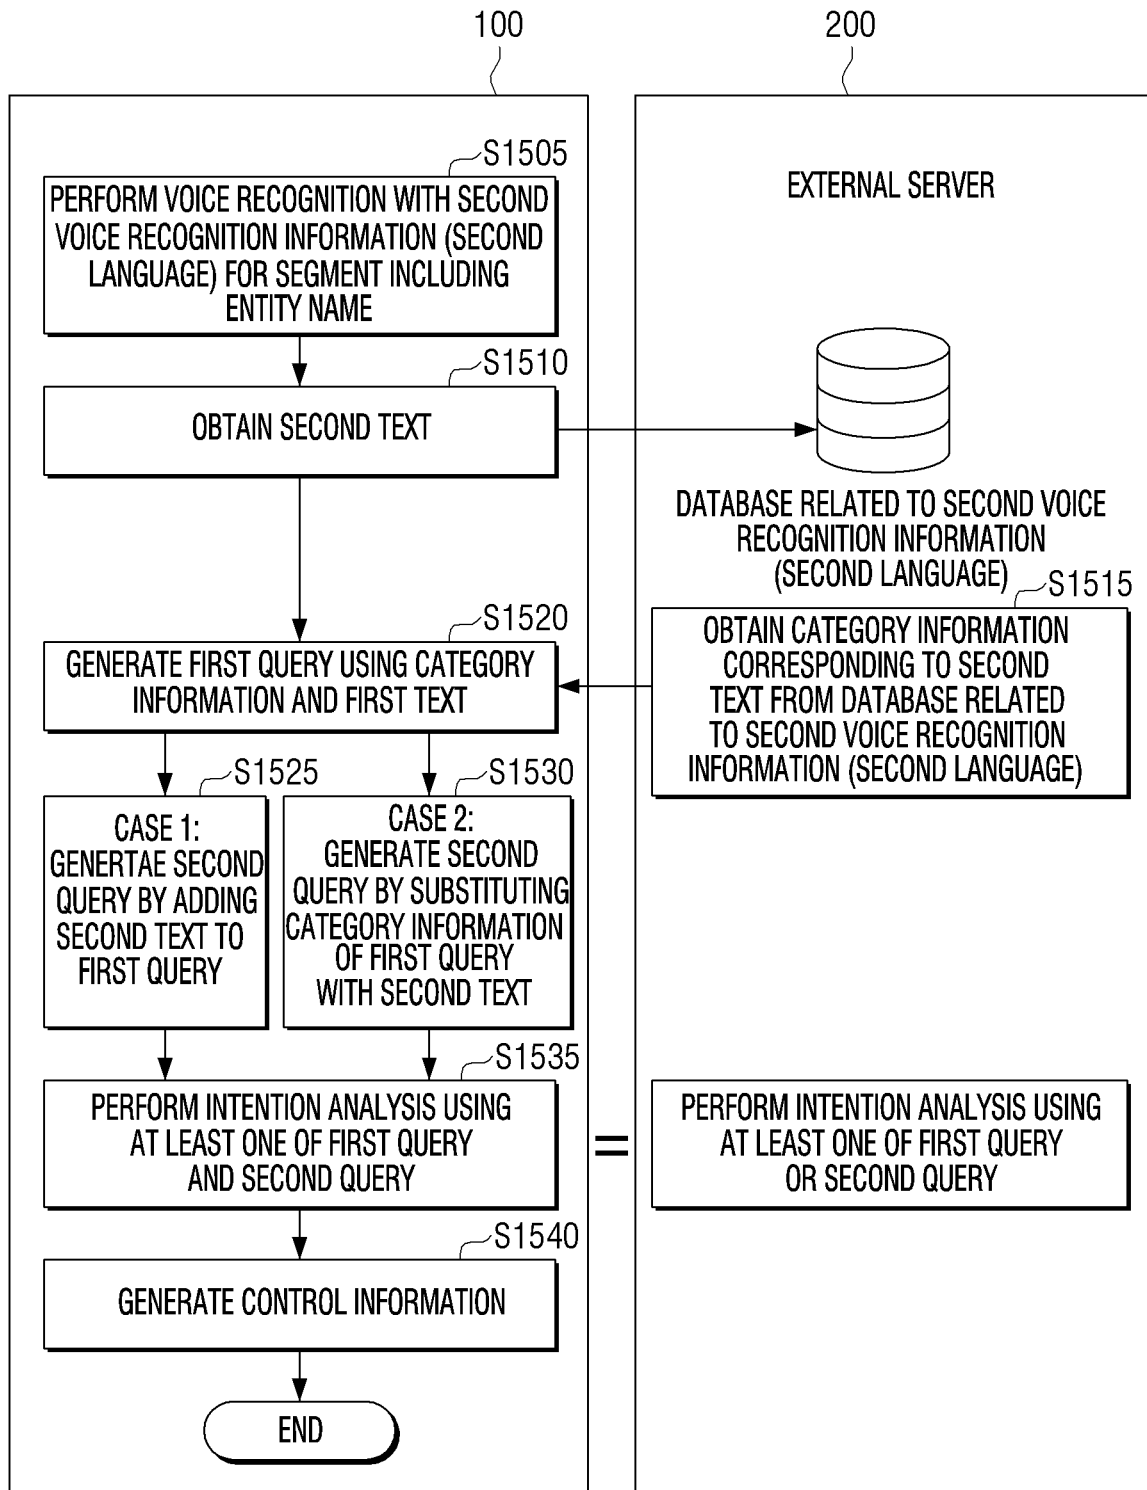 100
200
S1505
PERFORM VOICE RECOGNITION WITH SECOND
VOICE RECOGNITION INFORMATION (SECOND
LANGUAGE) FOR SEGMENT INCLUDING
ENTITY NAME
EXTERNAL SERVER
S1510
OBTAIN SECOND TEXT
DATABASE RELATED TO SECOND VOICE
RECOGNITION INFORMATION
(SECOND LANGUAGE)
S1515
OBTAIN CATEGORY INFORMATION
CORRESPONDING TO SECOND
TEXT FROM DATABASE RELATED
TO SECOND VOICE RECOGNITION
INFORMATION (SECOND LANGUAGE)
S1520
GENERATE FIRST QUERY USING CATEGORY
INFORMATION AND FIRST TEXT
S1525
CASE 1:
GENERTAE SECOND
QUERY BY ADDING
SECOND TEXT TO
FIRST QUERY
S1530
CASE 2:
GENERATE SECOND
QUERY BY SUBSTITUTING
CATEGORY INFORMATION
OF FIRST QUERY
WITH SECOND TEXT
S1535
PERFORM INTENTION ANALYSIS USING
AT LEAST ONE OF FIRST QUERY
AND SECOND QUERY
=
PERFORM INTENTION ANALYSIS USING
AT LEAST ONE OF FIRST QUERY
OR SECOND QUERY
S1540
GENERATE CONTROL INFORMATION
END